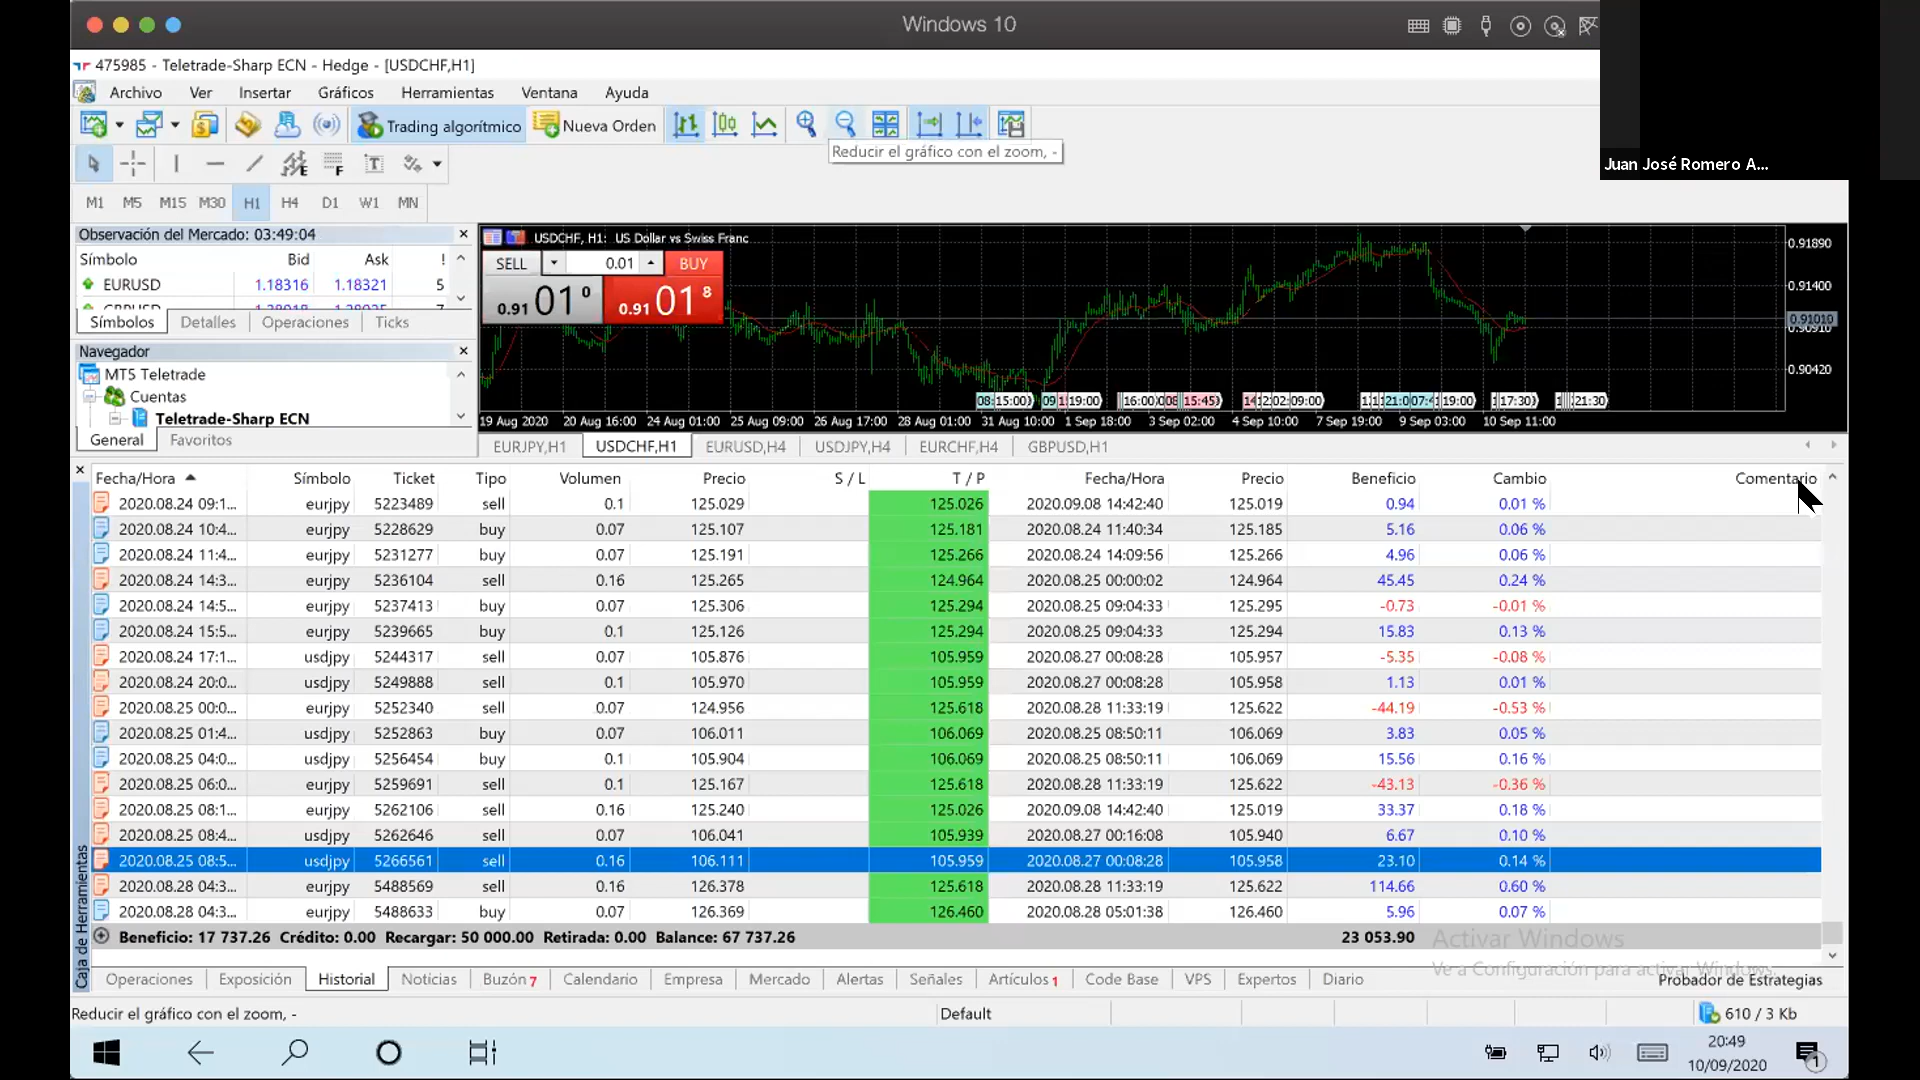 Windows 10
475985 - Teletrade-Sharp ECN - Hedge - [USDCHF,H1]
Archivo Ver Insertar Gráficos Herramientas Ventana Ayuda
Trading algorítmico Nueva Orden
Reducir el gráfico con el zoom, -
Juan José Romero A...
M1 M5 M15 M30 H1 H4 D1 W1 MN
Observación del Mercado: 03:49:04
Símbolo Bid Ask !
EURUSD 1.18316 1.18321 5
Símbolos Detalles Operaciones Ticks
Navegador
MT5 Teletrade
Cuentas
Teletrade-Sharp ECN
General Favoritos
USDCHF, H1: US Dollar vs Swiss Franc
SELL 0.01 BUY
0.91 01 0 0.91 01 8
0.91890
0.91400
0.91010
0.90910
0.90420
19 Aug 2020 20 Aug 16:00 24 Aug 01:00 25 Aug 09:00 26 Aug 17:00 28 Aug 01:00 31 Aug 10:00 1 Sep 18:00 3 Sep 02:00 4 Sep 10:00 7 Sep 19:00 9 Sep 03:00 10 Sep 11:00
EURJPY,H1 USDCHF,H1 EURUSD,H4 USDJPY,H4 EURCHF,H4 GBPUSD,H1
Fecha/Hora Símbolo Ticket Tipo Volumen Precio S / L T / P Fecha/Hora Precio Beneficio Cambio Comentario
2020.08.24 09:1... eurjpy 5223489 sell 0.1 125.029 125.026 2020.09.08 14:42:40 125.019 0.94 0.01 %
2020.08.24 10:4... eurjpy 5228629 buy 0.07 125.107 125.181 2020.08.24 11:40:34 125.185 5.16 0.06 %
2020.08.24 11:4... eurjpy 5231277 buy 0.07 125.191 125.266 2020.08.24 14:09:56 125.266 4.96 0.06 %
2020.08.24 14:3... eurjpy 5236104 sell 0.16 125.265 124.964 2020.08.25 00:00:02 124.964 45.45 0.24 %
2020.08.24 14:5... eurjpy 5237413 buy 0.07 125.306 125.294 2020.08.25 09:04:33 125.295 -0.73 -0.01 %
2020.08.24 15:5... eurjpy 5239665 buy 0.1 125.126 125.294 2020.08.25 09:04:33 125.294 15.83 0.13 %
2020.08.24 17:1... usdjpy 5244317 sell 0.07 105.876 105.959 2020.08.27 00:08:28 105.957 -5.35 -0.08 %
2020.08.24 20:0... usdjpy 5249888 sell 0.1 105.970 105.959 2020.08.27 00:08:28 105.958 1.13 0.01 %
2020.08.25 00:0... eurjpy 5252340 sell 0.07 124.956 125.618 2020.08.28 11:33:19 125.622 -44.19 -0.53 %
2020.08.25 01:4... usdjpy 5252863 buy 0.07 106.011 106.069 2020.08.25 08:50:11 106.069 3.83 0.05 %
2020.08.25 04:0... usdjpy 5256454 buy 0.1 105.904 106.069 2020.08.25 08:50:11 106.069 15.56 0.16 %
2020.08.25 06:0... eurjpy 5259691 sell 0.1 125.167 125.618 2020.08.28 11:33:19 125.622 -43.13 -0.36 %
2020.08.25 08:1... eurjpy 5262106 sell 0.16 125.240 125.026 2020.09.08 14:42:40 125.019 33.37 0.18 %
2020.08.25 08:4... usdjpy 5262646 sell 0.07 106.041 105.939 2020.08.27 00:16:08 105.940 6.67 0.10 %
2020.08.25 08:5... usdjpy 5266561 sell 0.16 106.111 105.959 2020.08.27 00:08:28 105.958 23.10 0.14 %
2020.08.28 04:3... eurjpy 5488569 sell 0.16 126.378 125.618 2020.08.28 11:33:19 125.622 114.66 0.60 %
2020.08.28 04:3... eurjpy 5488633 buy 0.07 126.369 126.460 2020.08.28 05:01:38 126.460 5.96 0.07 %
Beneficio: 17 737.26 Crédito: 0.00 Recargar: 50 000.00 Retirada: 0.00 Balance: 67 737.26 23 053.90
Activar Windows
Ve a Configuración para activar Windows.
Caja de Herramientas
Operaciones Exposición Historial Noticias Buzón 7 Calendario Empresa Mercado Alertas Señales Artículos 1 Code Base VPS Expertos Diario Probador de Estrategias
Reducir el gráfico con el zoom, - Default 610 / 3 Kb
20:49
10/09/2020
1